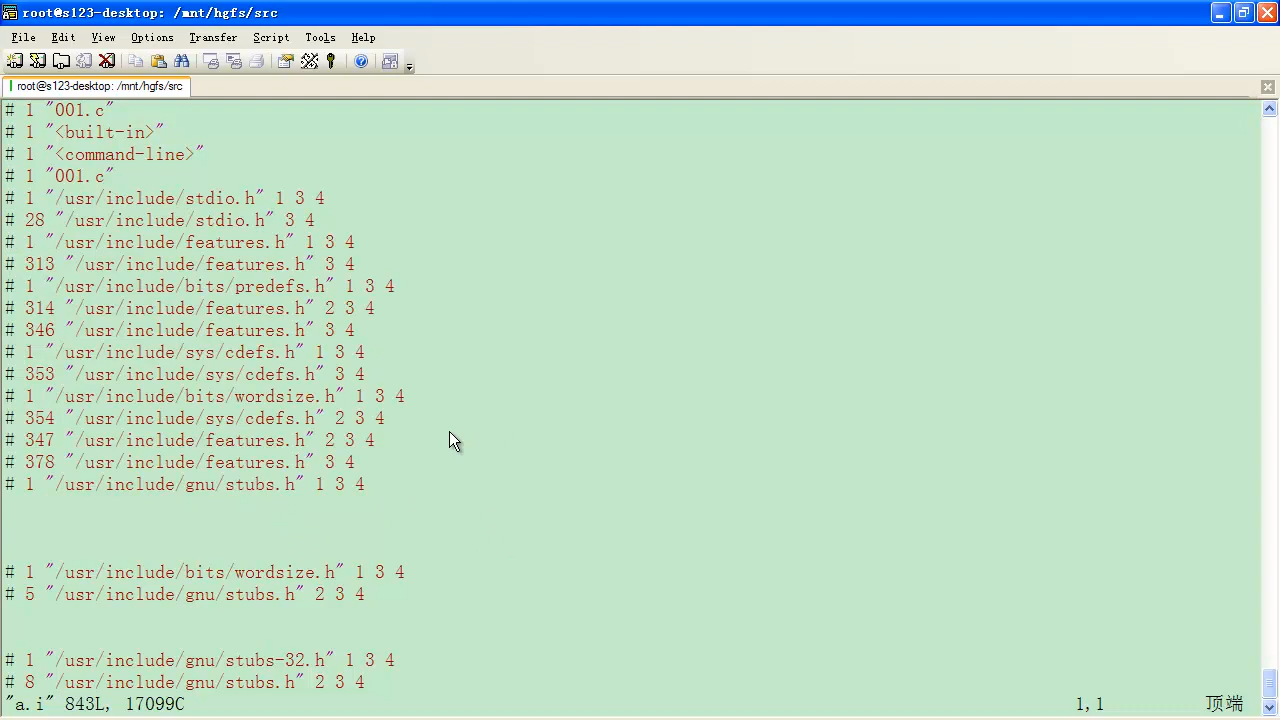 root@s123-desktop: /mnt/hgfs/src
File Edit View Options Transfer Script Tools Help
root@s123-desktop: /mnt/hgfs/src
# 1 "001.c"
# 1 "<built-in>"
# 1 "<command-line>"
# 1 "001.c"
# 1 "/usr/include/stdio.h" 1 3 4
# 28 "/usr/include/stdio.h" 3 4
# 1 "/usr/include/features.h" 1 3 4
# 313 "/usr/include/features.h" 3 4
# 1 "/usr/include/bits/predefs.h" 1 3 4
# 314 "/usr/include/features.h" 2 3 4
# 346 "/usr/include/features.h" 3 4
# 1 "/usr/include/sys/cdefs.h" 1 3 4
# 353 "/usr/include/sys/cdefs.h" 3 4
# 1 "/usr/include/bits/wordsize.h" 1 3 4
# 354 "/usr/include/sys/cdefs.h" 2 3 4
# 347 "/usr/include/features.h" 2 3 4
# 378 "/usr/include/features.h" 3 4
# 1 "/usr/include/gnu/stubs.h" 1 3 4
# 1 "/usr/include/bits/wordsize.h" 1 3 4
# 5 "/usr/include/gnu/stubs.h" 2 3 4
# 1 "/usr/include/gnu/stubs-32.h" 1 3 4
# 8 "/usr/include/gnu/stubs.h" 2 3 4
"a.i" 843L, 17099C 1,1 顶端